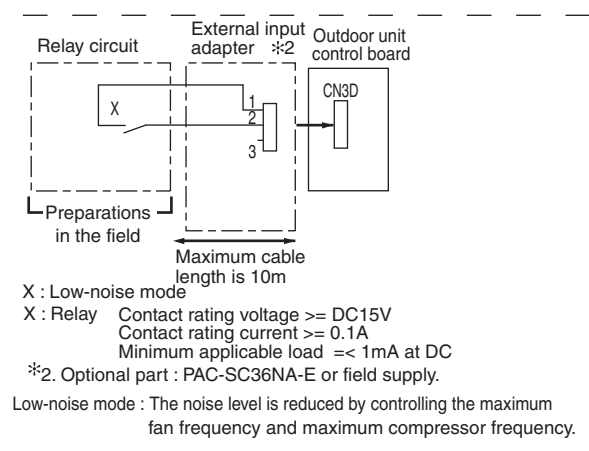 Relay circuit
External input
adapter ※2
Outdoor unit
control board
CN3D
X
1
2
3
Preparations
in the field
Maximum cable
length is 10m
X : Low-noise mode
X : Relay Contact rating voltage >= DC15V
Contact rating current >= 0.1A
Minimum applicable load =< 1mA at DC
※2. Optional part : PAC-SC36NA-E or field supply.
Low-noise mode : The noise level is reduced by controlling the maximum
fan frequency and maximum compressor frequency.